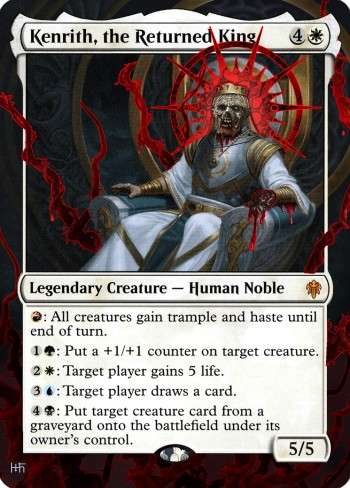 Kenrith, the Returned King 4
Legendary Creature — Human Noble
: All creatures gain trample and haste until
end of turn.
1 : Put a +1/+1 counter on target creature.
2 : Target player gains 5 life.
3 : Target player draws a card.
4 : Put target creature card from a
graveyard onto the battlefield under its
owner's control.
5/5